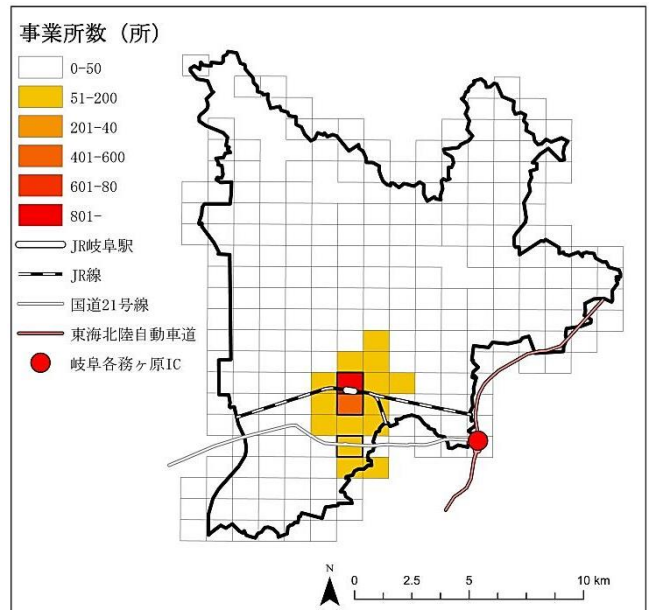 事業所数（所）
0-50
51-200
201-40
401-600
601-80
801-
JR岐阜駅
JR線
国道21号線
東海北陸自動車道
岐阜各務ヶ原IC
N
0 2.5 5 10 km